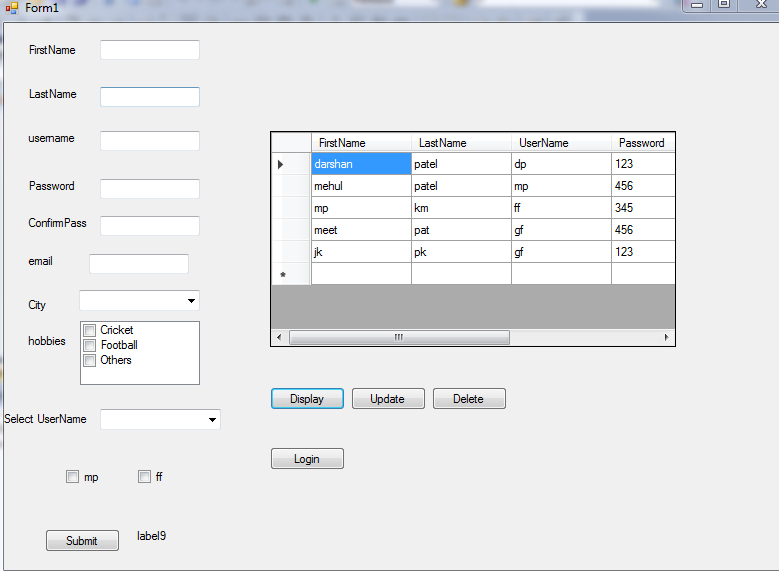 Form1
FirstName
LastName
username
Password
ConfirmPass
email
City
hobbies
Cricket
Football
Others
Select UserName
mp ff
Submit label9
FirstName LastName UserName Password
darshan patel dp 123
mehul patel mp 456
mp km ff 345
meet pat gf 456
jk pk gf 123
Display Update Delete
Login